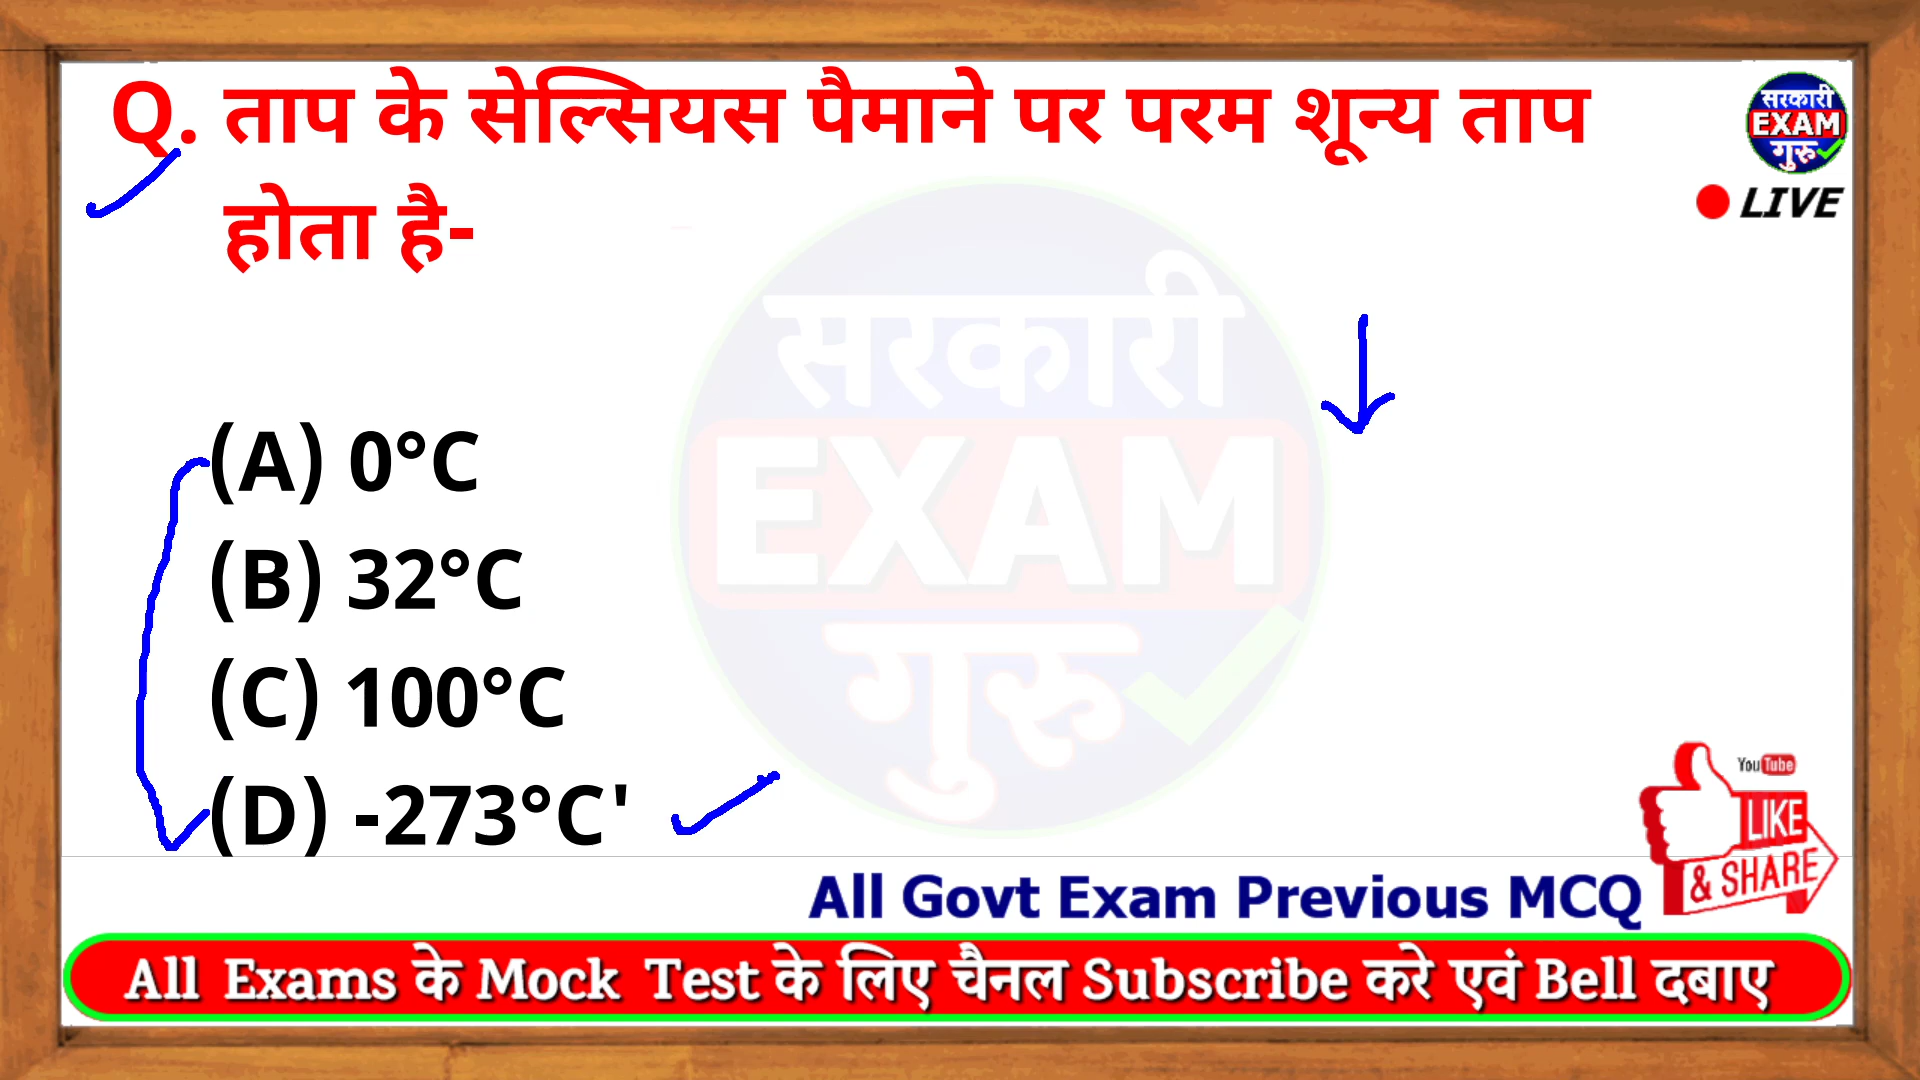 Q. ताप के सेल्सियस पैमाने पर परम शून्य ताप
होता है-
सरकारी
EXAM
गुरु
LIVE
सरकारी
EXAM
गुरु
(A) 0°C
(B) 32°C
(C) 100°C
(D) -273°C'
YouTube
LIKE
& SHARE
All Govt Exam Previous MCQ
All Exams के Mock Test के लिए चैनल Subscribe करे एवं Bell दबाए